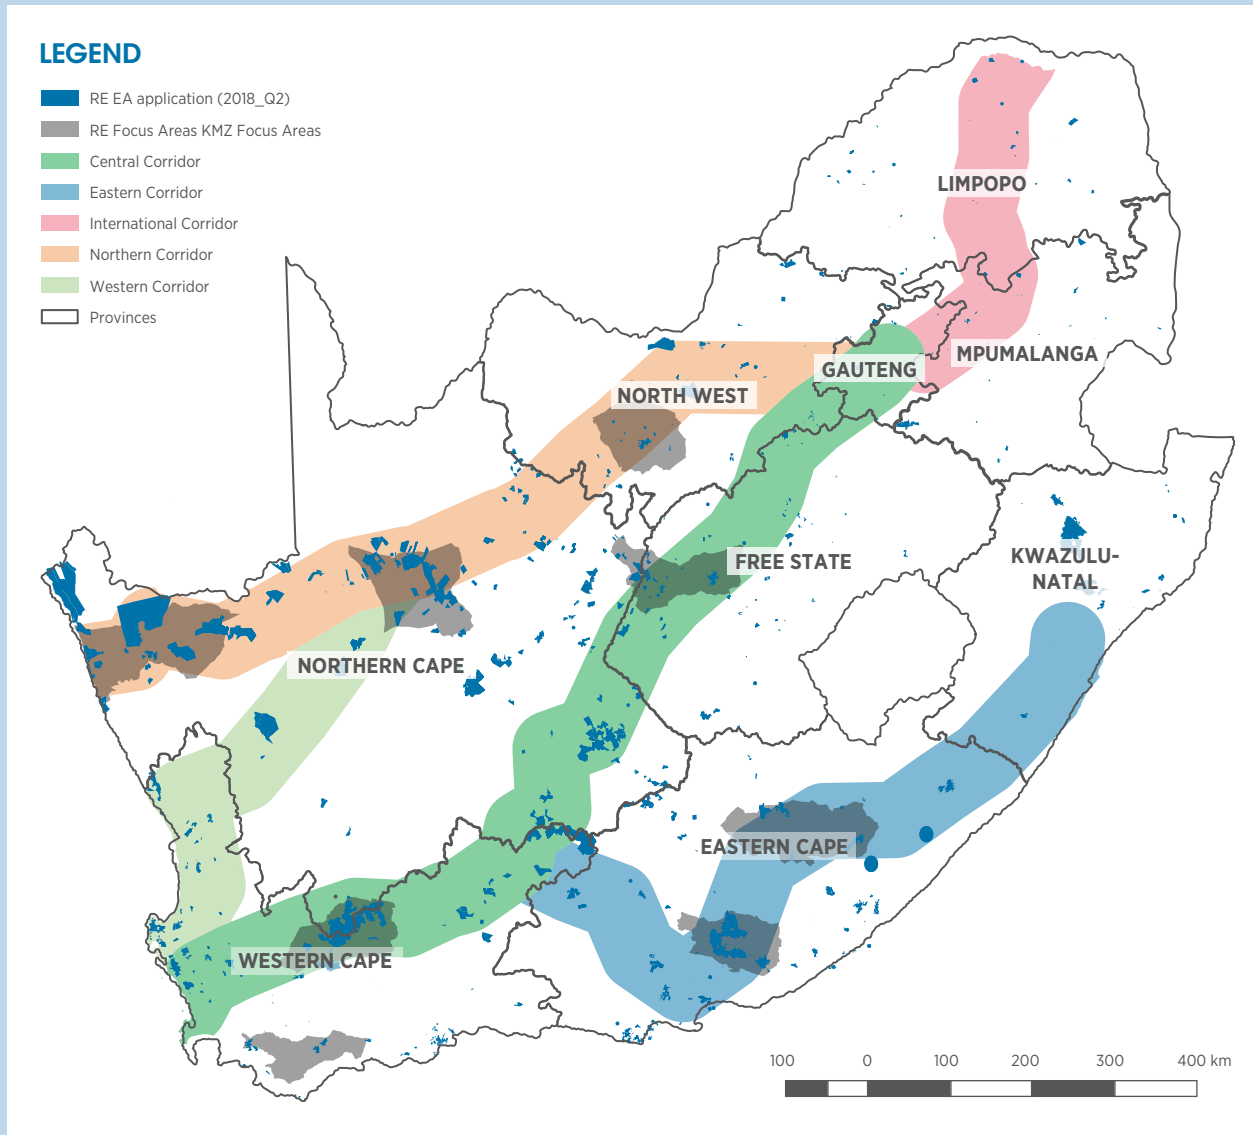 LEGEND
RE EA application (2018_Q2)
RE Focus Areas KMZ Focus Areas
Central Corridor
Eastern Corridor
International Corridor
Northern Corridor
Western Corridor
Provinces
LIMPOPO
MPUMALANGA
GAUTENG
NORTH WEST
FREE STATE
KWAZULU-
NATAL
NORTHERN CAPE
EASTERN CAPE
WESTERN CAPE
100 0 100 200 300 400 km